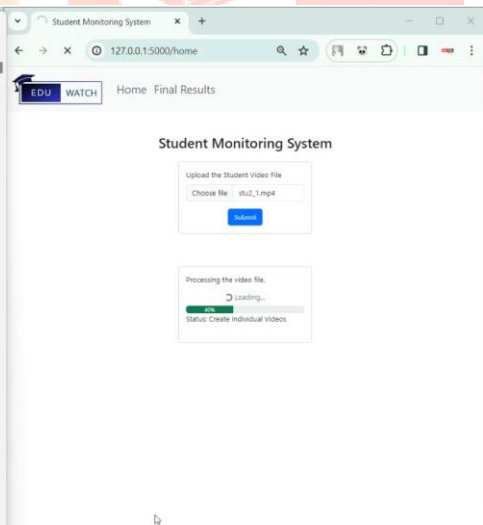 Student Monitoring System
127.0.0.1:5000/home
EDU WATCH Home Final Results
Student Monitoring System
Upload the Student Video File
Choose file stu2_1.mp4
Submit
Processing the video file.
Loading...
40%
Status: Create Individual Videos